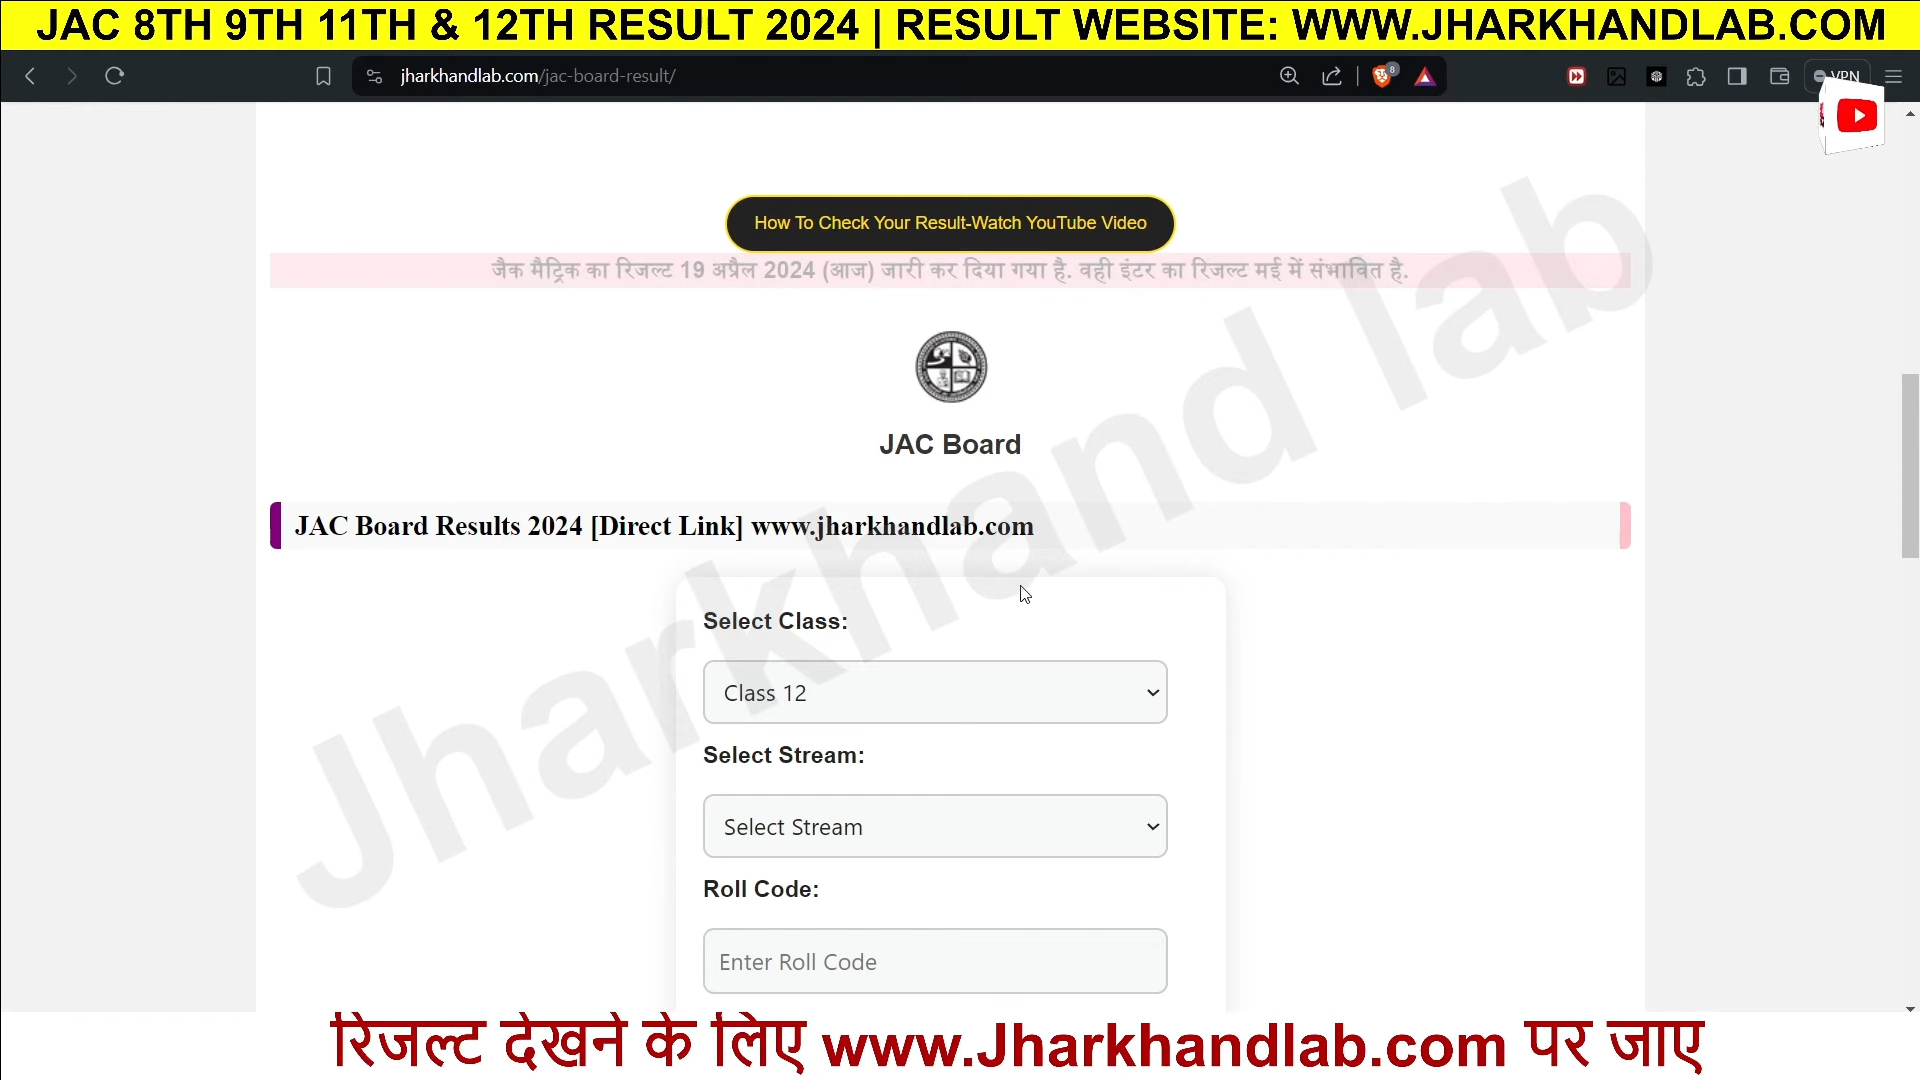 JAC 8TH 9TH 11TH & 12TH RESULT 2024 | RESULT WEBSITE: WWW.JHARKHANDLAB.COM
jharkhandlab.com/jac-board-result/
8
VPN
How To Check Your Result-Watch YouTube Video
जैक मैट्रिक का रिजल्ट 19 अप्रैल 2024 (आज) जारी कर दिया गया है. वही इंटर का रिजल्ट मई में संभावित है.
JAC Board
JAC Board Results 2024 [Direct Link] www.jharkhandlab.com
Select Class:
Class 12
Select Stream:
Select Stream
Roll Code:
Enter Roll Code
Jharkhand lab
रिजल्ट देखने के लिए www.Jharkhandlab.com पर जाए